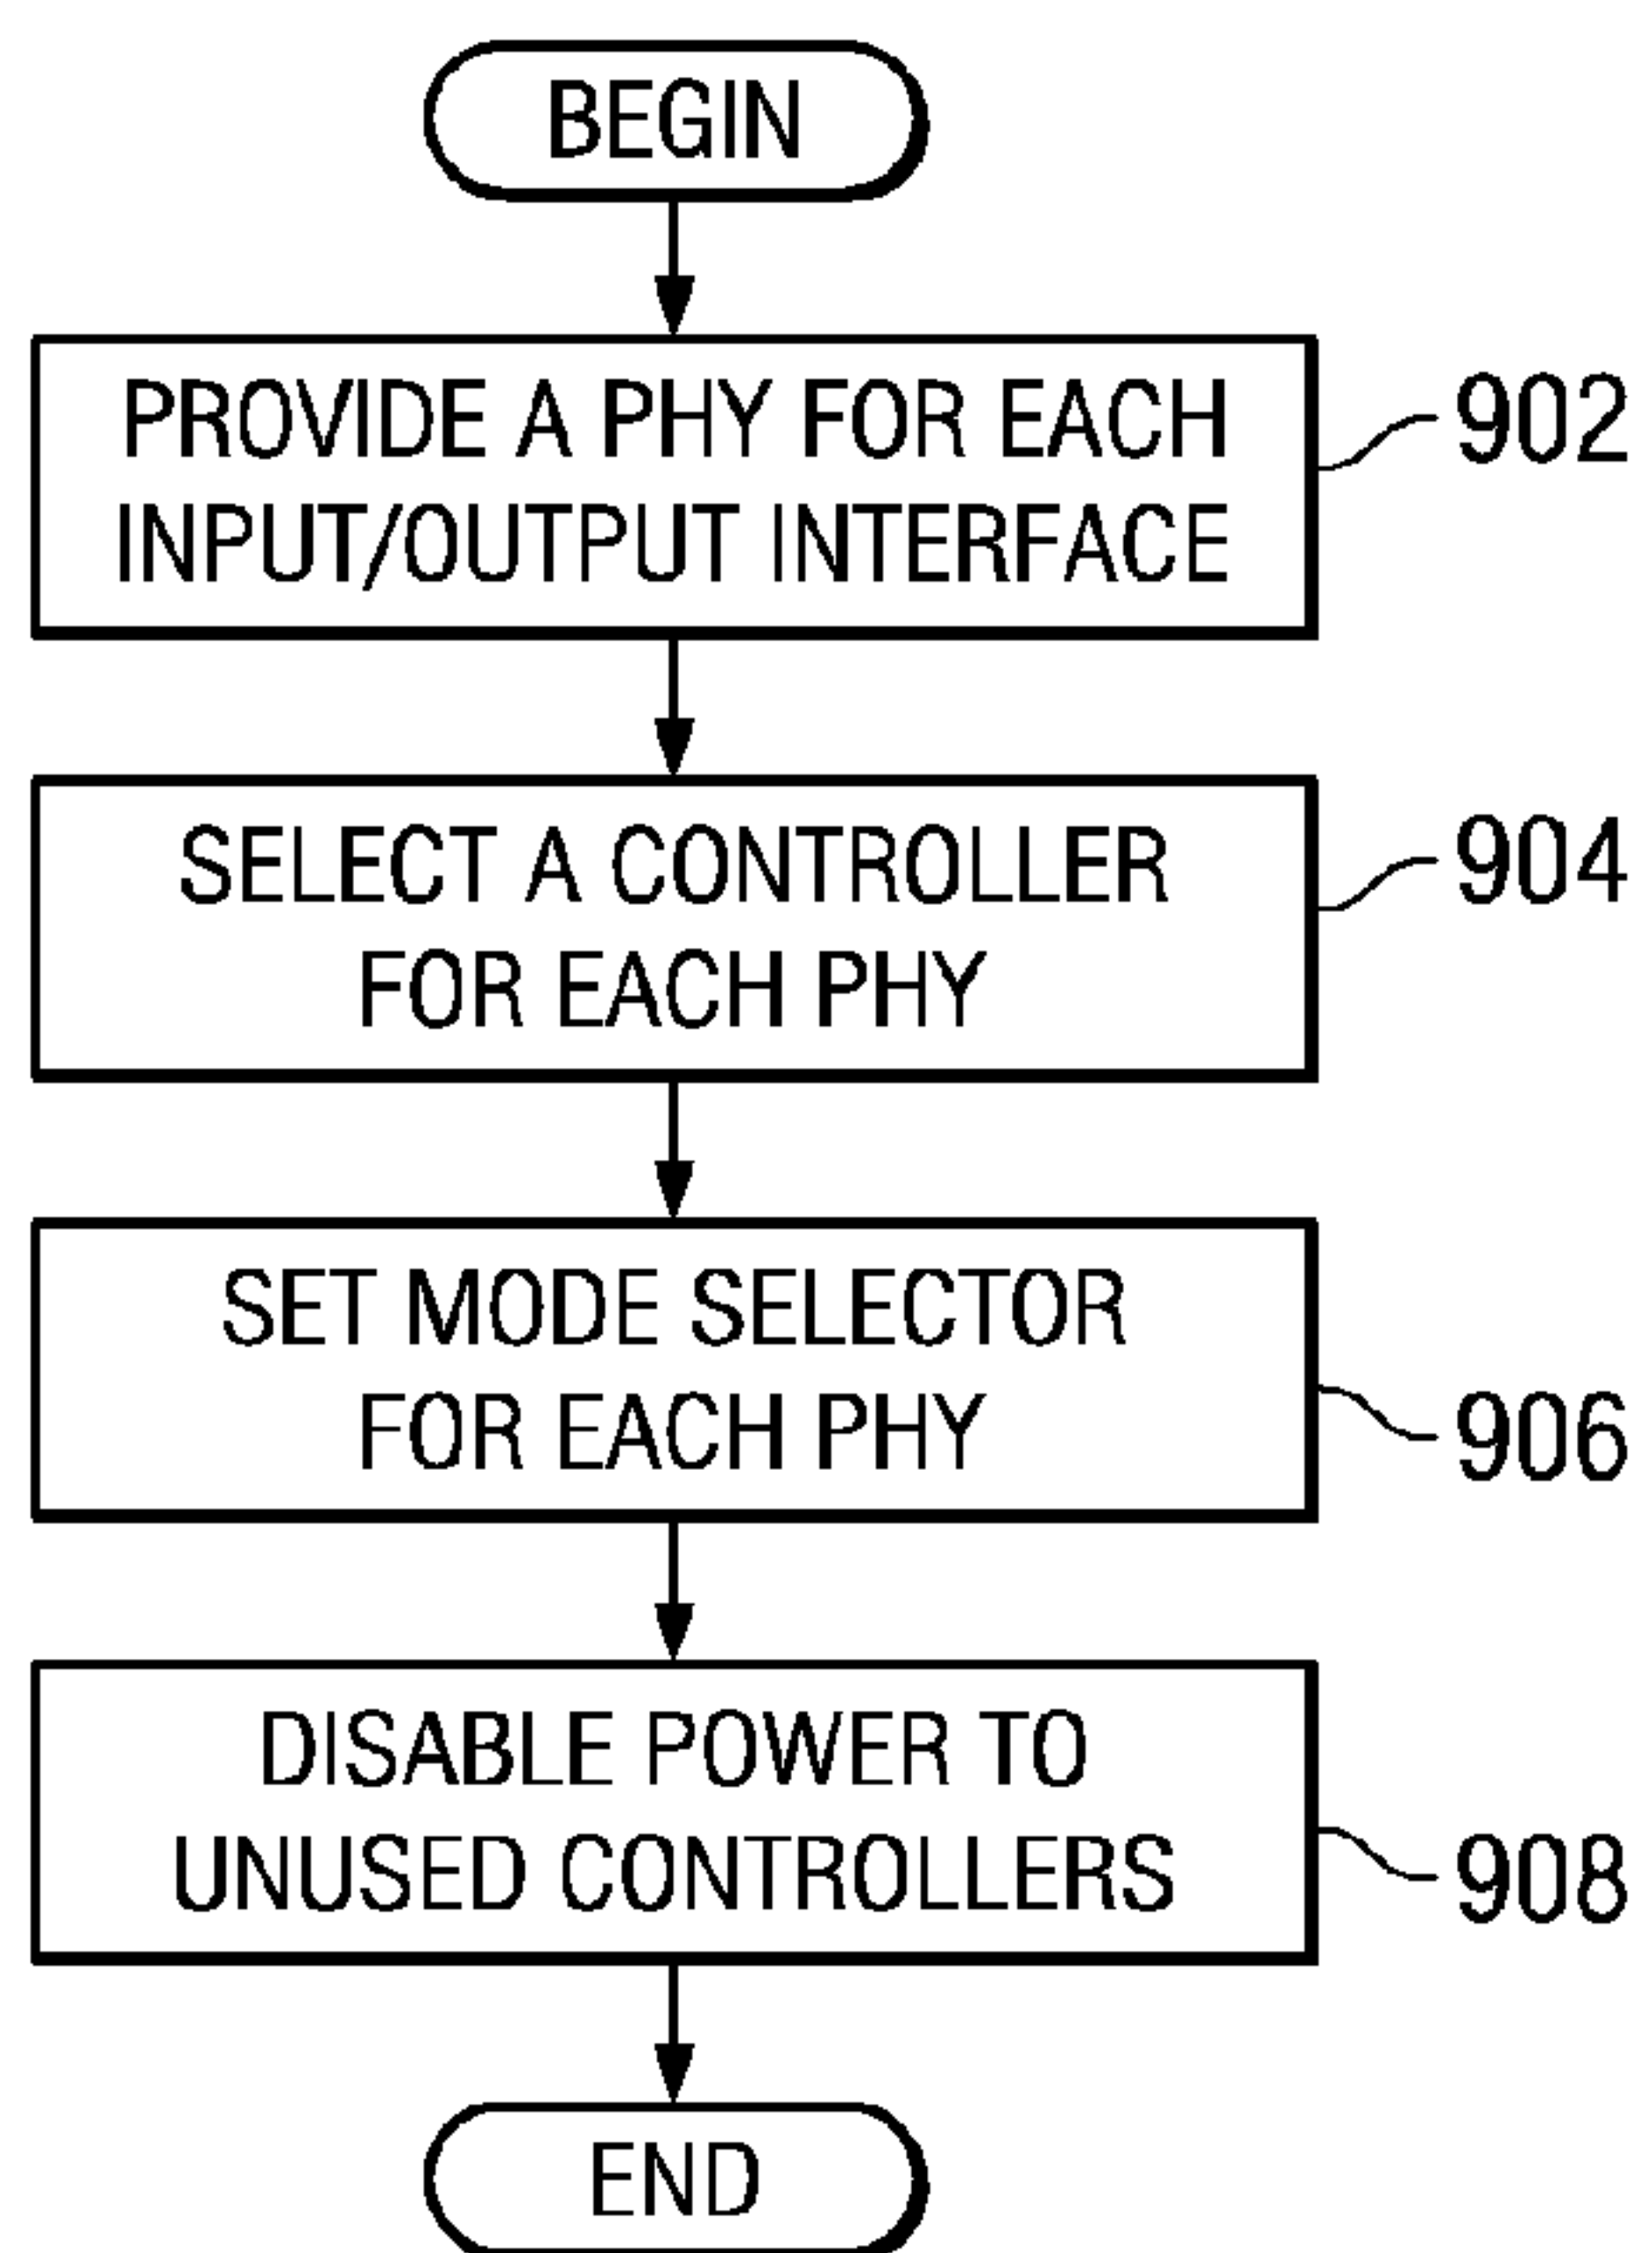 BEGIN
PROVIDE A PHY FOR EACH
INPUT/OUTPUT INTERFACE
902
SELECT A CONTROLLER
FOR EACH PHY
904
SET MODE SELECTOR
FOR EACH PHY
906
DISABLE POWER TO
UNUSED CONTROLLERS
908
END